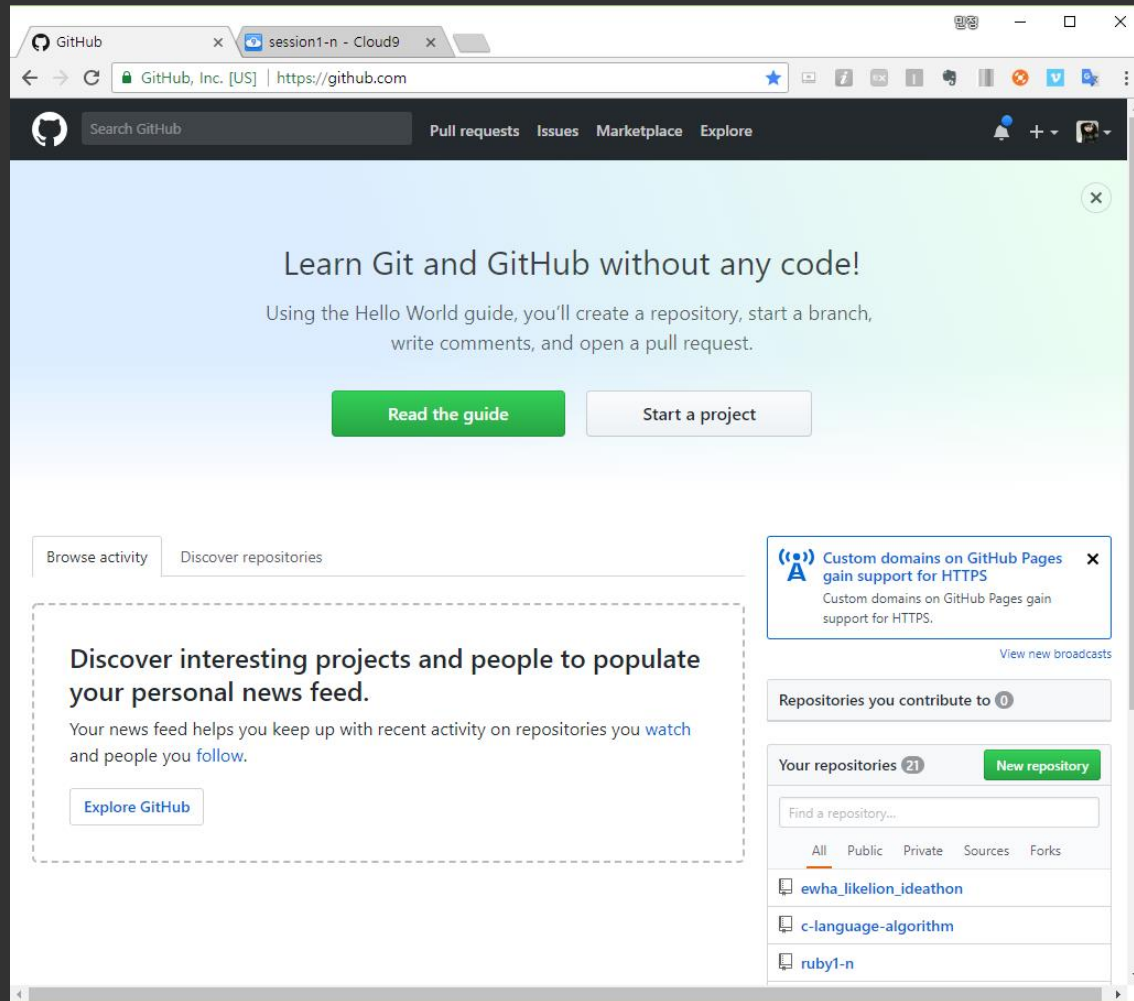 GitHub
session1-n - Cloud9
민정
GitHub, Inc. [US] | https://github.com
Search GitHub
Pull requests Issues Marketplace Explore
Learn Git and GitHub without any code!
Using the Hello World guide, you'll create a repository, start a branch,
write comments, and open a pull request.
Read the guide
Start a project
Browse activity
Discover repositories
Discover interesting projects and people to populate
your personal news feed.
Your news feed helps you keep up with recent activity on repositories you watch
and people you follow.
Explore GitHub
Custom domains on GitHub Pages
gain support for HTTPS
Custom domains on GitHub Pages gain
support for HTTPS.
View new broadcasts
Repositories you contribute to 0
Your repositories 21
New repository
Find a repository...
All Public Private Sources Forks
ewha_likelion_ideathon
c-language-algorithm
ruby1-n